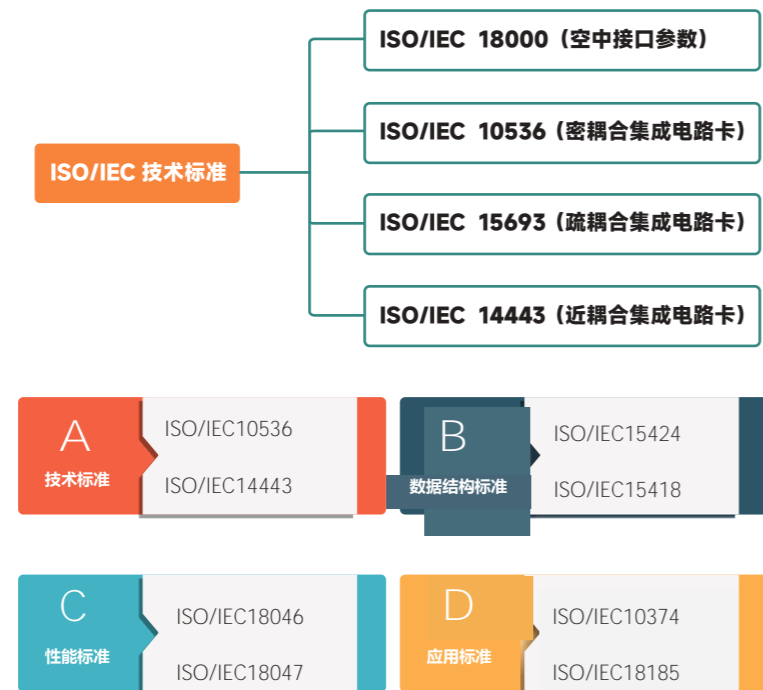 ISO/IEC 18000（空中接口参数）
ISO/IEC 10536（密耦合集成电路卡）
ISO/IEC 技术标准
ISO/IEC 15693（疏耦合集成电路卡）
ISO/IEC 14443（近耦合集成电路卡）
A
技术标准
ISO/IEC10536
ISO/IEC14443
B
数据结构标准
ISO/IEC15424
ISO/IEC15418
C
性能标准
ISO/IEC18046
ISO/IEC18047
D
应用标准
ISO/IEC10374
ISO/IEC18185